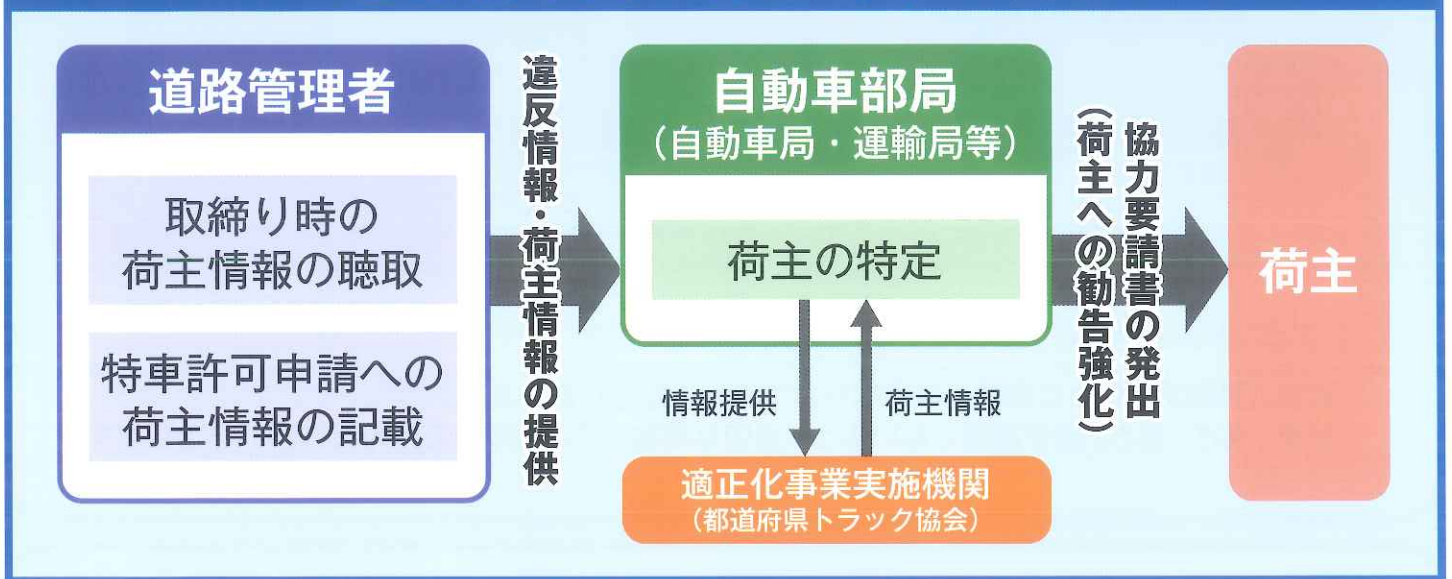 道路管理者
取締り時の
荷主情報の聴取
特車許可申請への
荷主情報の記載
違反情報・荷主情報の提供
自動車部局
（自動車局・運輸局等）
荷主の特定
情報提供
荷主情報
適正化事業実施機関
（都道府県トラック協会）
協力要請書の発出
（荷主への勧告強化）
荷主